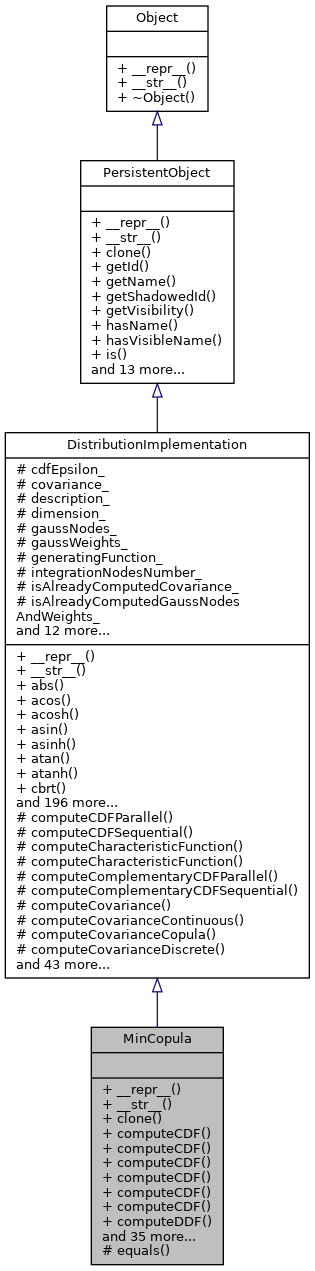 Object
+ __repr__()
+ __str__()
+ ~Object()
PersistentObject
+ __repr__()
+ __str__()
+ clone()
+ getId()
+ getName()
+ getShadowedId()
+ getVisibility()
+ hasName()
+ hasVisibleName()
+ is()
and 13 more...
DistributionImplementation
# cdfEpsilon_
# covariance_
# description_
# dimension_
# gaussNodes_
# gaussWeights_
# generatingFunction_
# integrationNodesNumber_
# isAlreadyComputedCovariance_
# isAlreadyComputedGaussNodes
AndWeights_
and 12 more...
+ __repr__()
+ __str__()
+ abs()
+ acos()
+ acosh()
+ asin()
+ asinh()
+ atan()
+ atanh()
+ cbrt()
and 196 more...
# computeCDFParallel()
# computeCDFSequential()
# computeCharacteristicFunction()
# computeCharacteristicFunction()
# computeComplementaryCDFParallel()
# computeComplementaryCDFSequential()
# computeCovariance()
# computeCovarianceContinuous()
# computeCovarianceCopula()
# computeCovarianceDiscrete()
and 43 more...
MinCopula
+ __repr__()
+ __str__()
+ clone()
+ computeCDF()
+ computeCDF()
+ computeCDF()
+ computeCDF()
+ computeCDF()
+ computeCDF()
+ computeDDF()
and 35 more...
# equals()